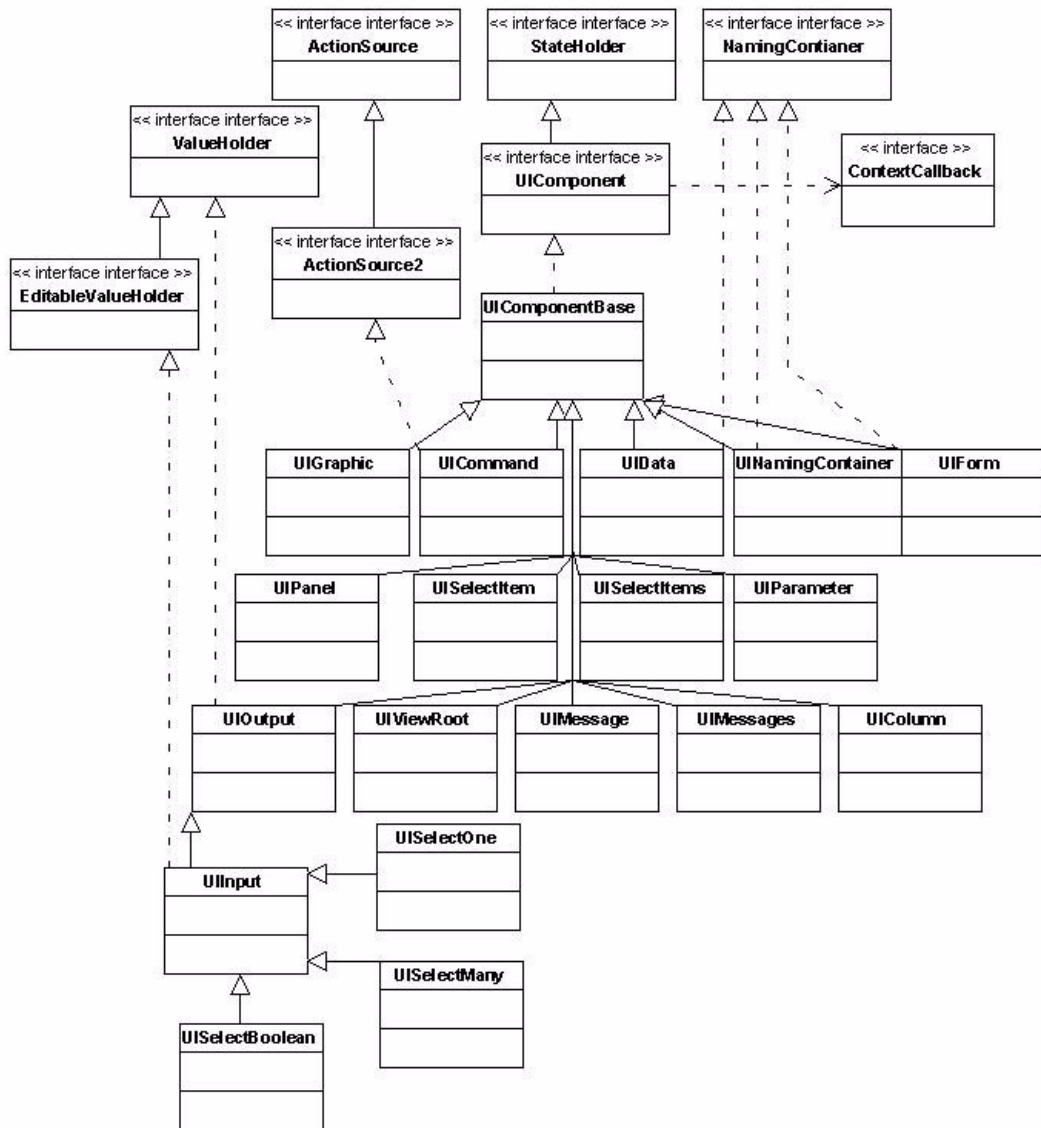 << interface interface >>
ActionSource
<< interface interface >>
StateHolder
<< interface interface >>
NamingContianer
<< interface interface >>
ValueHolder
<< interface interface >>
UIComponent
<< interface >>
ContextCallback
<< interface interface >>
ActionSource2
<< interface interface >>
EditableValueHolder
UIComponentBase
UIGraphic
UICommand
UIData
UINamingContainer
UIForm
UIPanel
UISelectItem
UISelectItems
UIParameter
UIOutput
UIViewRoot
UIMessage
UIMessages
UIColumn
UISelectOne
UIInput
UISelectMany
UISelectBoolean